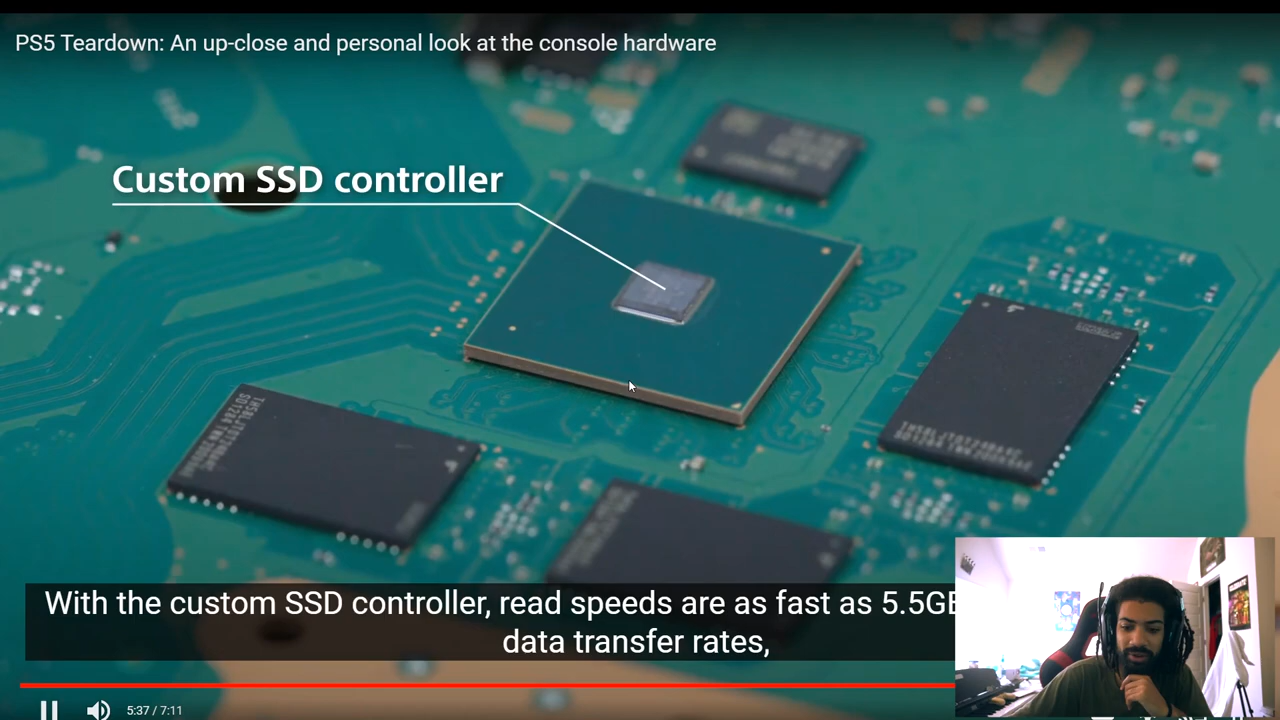 PS5 Teardown: An up-close and personal look at the console hardware
Custom SSD controller
With the custom SSD controller, read speeds are as fast as 5.5GB
data transfer rates,
5:37 / 7:11